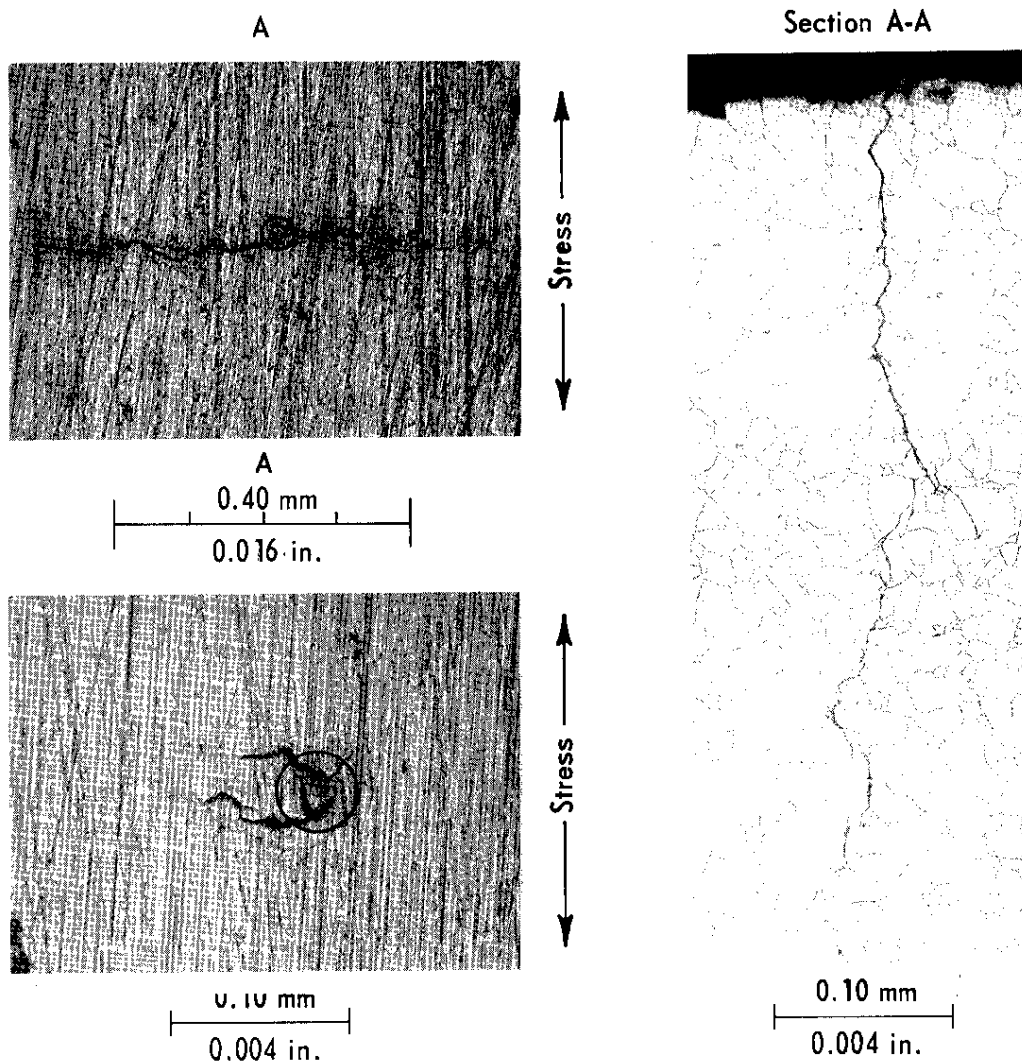 A
Stress
A
0.40 mm
0.016 in.
Stress
0.10 mm
0.004 in.
Section A-A
0.10 mm
0.004 in.